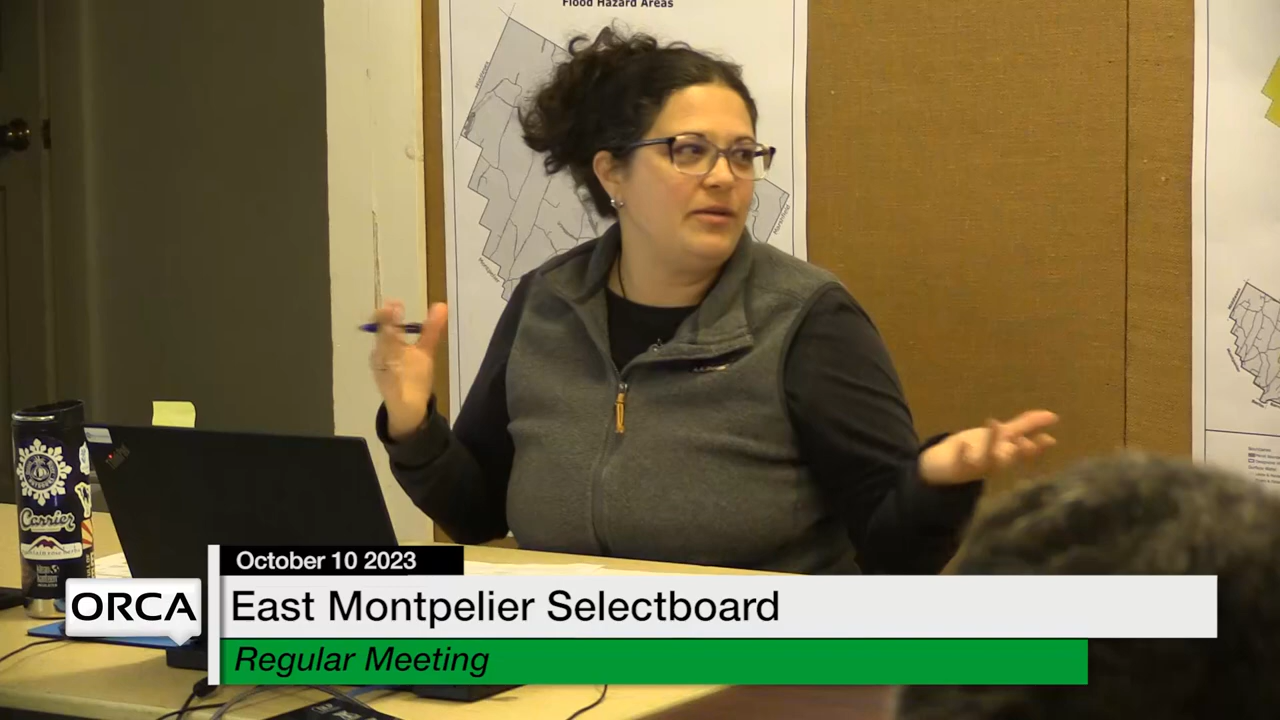 Flood Hazard Areas
Carrier
October 10 2023
ORCA
East Montpelier Selectboard
Regular Meeting